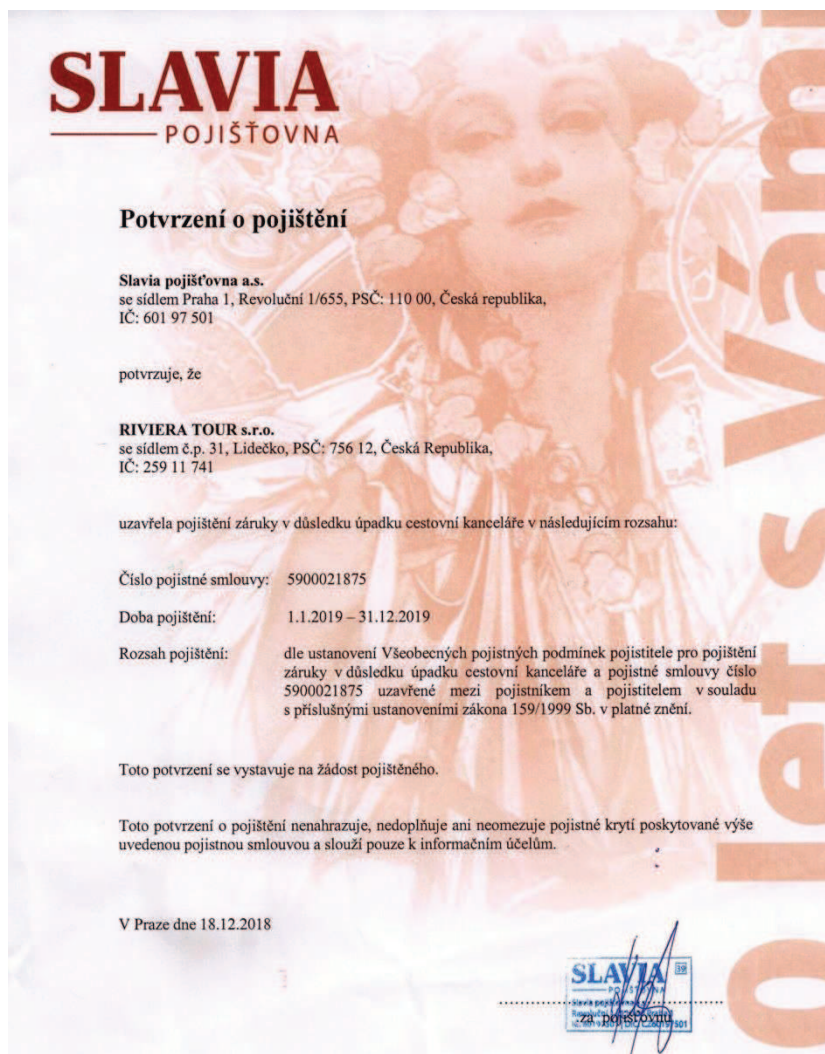 SLAVIA
POJIŠŤOVNA
Potvrzení o pojištění
Slavia pojišťovna a.s.
se sídlem Praha 1, Revoluční 1/655, PSČ: 110 00, Česká republika,
IČ: 601 97 501
potvrzuje, že
RIVIERA TOUR s.r.o.
se sídlem č.p. 31, Lidečko, PSČ: 756 12, Česká Republika,
IČ: 259 11 741
uzavřela pojištění záruky v důsledku úpadku cestovní kanceláře v následujícím rozsahu:
Číslo pojistné smlouvy: 5900021875
Doba pojištění: 1.1.2019 – 31.12.2019
Rozsah pojištění: dle ustanovení Všeobecných pojistných podmínek pojistitele pro pojištění
záruky v důsledku úpadku cestovní kanceláře a pojistné smlouvy číslo
5900021875 uzavřené mezi pojistníkem a pojistitelem v souladu
s příslušnými ustanoveními zákona 159/1999 Sb. v platné znění.
Toto potvrzení se vystavuje na žádost pojištěného.
Toto potvrzení o pojištění nenahrazuje, nedoplňuje ani neomezuje pojistné krytí poskytované výše
uvedenou pojistnou smlouvou a slouží pouze k informačním účelům.
V Praze dne 18.12.2018
SLAVIA
39
POJIŠŤOVNA
za pojišťovnu
o let s Vámi